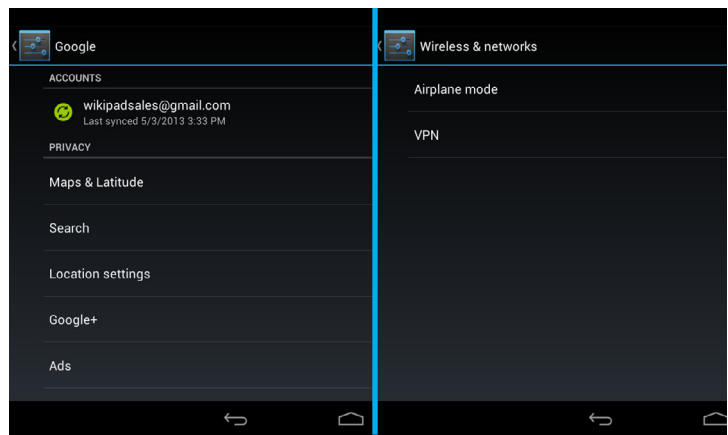 Google
ACCOUNTS
wikipadsales@gmail.com
Last synced 5/3/2013 3:33 PM
PRIVACY
Maps & Latitude
Search
Location settings
Google+
Ads
Wireless & networks
Airplane mode
VPN